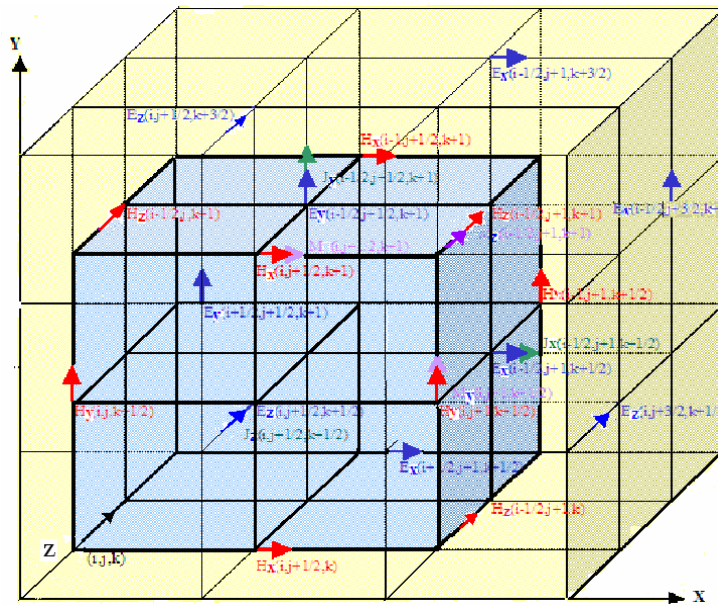 Y
Ex(i-1/2,j+1,k+3/2)
Ez(i,j+1/2,k+3/2)
Hx(i-1,j+1/2,k+1)
Jy(i-1/2,j+1/2,k+1)
Hz(i-1/2,j,k+1)
Ey(i-1/2,j+1/2,k+1)
Hz(i-1/2,j+1,k+1)
Hx(i,j+1/2,k+1)
Ey(i+1/2,j+1/2,k+1)
Jx(i-1/2,j+1,k+1/2)
Ex(i-1/2,j+1,k+1/2)
Hy(i,j,k+1/2)
Ez(i,j+1/2,k+1/2)
Hy(i,j+1,k+1/2)
Jz(i,j+1/2,k+1/2)
Ex(i+1/2,j+1,k+1/2)
Hz(i-1/2,j+1,k)
Z
(i,j,k)
Hx(i,j+1/2,k)
X